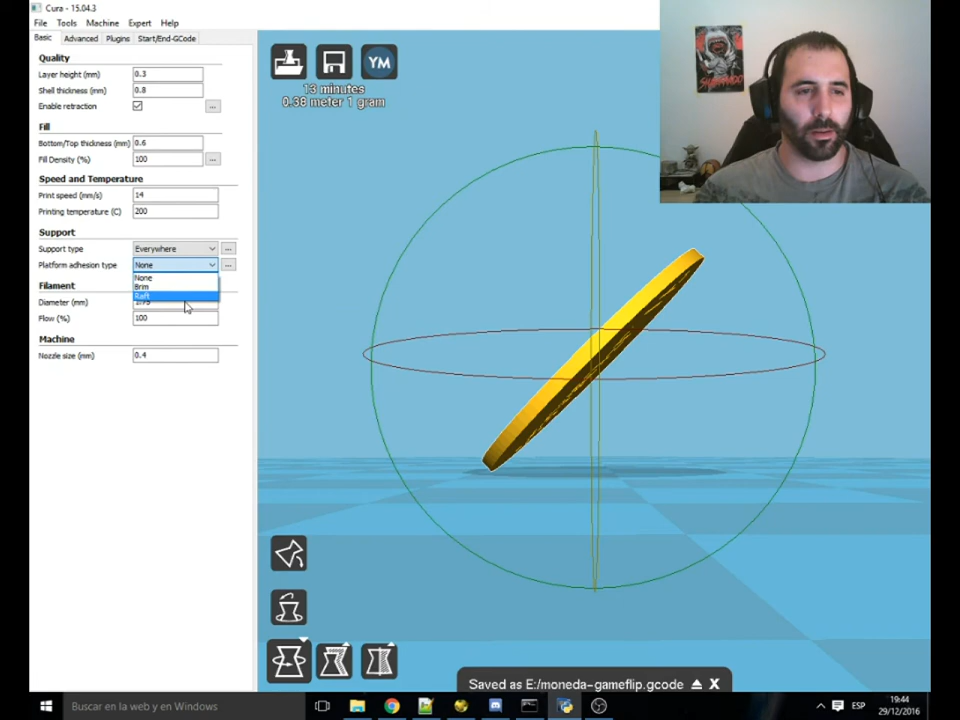 Cura - 15.04.3
File Tools Machine Expert Help
Basic Advanced Plugins Start/End-GCode
Quality
Layer height (mm) 0.3
Shell thickness (mm) 0.8
Enable retraction ...
Fill
Bottom/Top thickness (mm) 0.6
Fill Density (%) 100 ...
Speed and Temperature
Print speed (mm/s) 14
Printing temperature (C) 200
Support
Support type Everywhere ...
Platform adhesion type None ...
None
Brim
Raft
Filament
Diameter (mm) 1.75
Flow (%) 100
Machine
Nozzle size (mm) 0.4
YM
13 minutes
0.38 meter 1 gram
Saved as E:/moneda-gameflip.gcode X
Buscar en la web y en Windows
ESP
19:44
29/12/2016